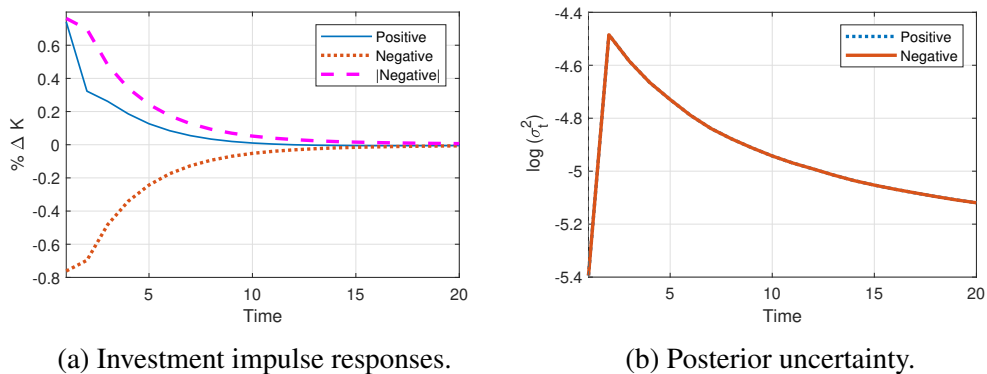 % Δ K
0.6
0.4
0.2
0
-0.2
-0.4
-0.6
-0.8
5
10
15
20
Time
Positive
Negative
|Negative|
(a) Investment impulse responses.
log (σ_t^2)
-4.4
-4.6
-4.8
-5
-5.2
-5.4
5
10
15
20
Time
Positive
Negative
(b) Posterior uncertainty.